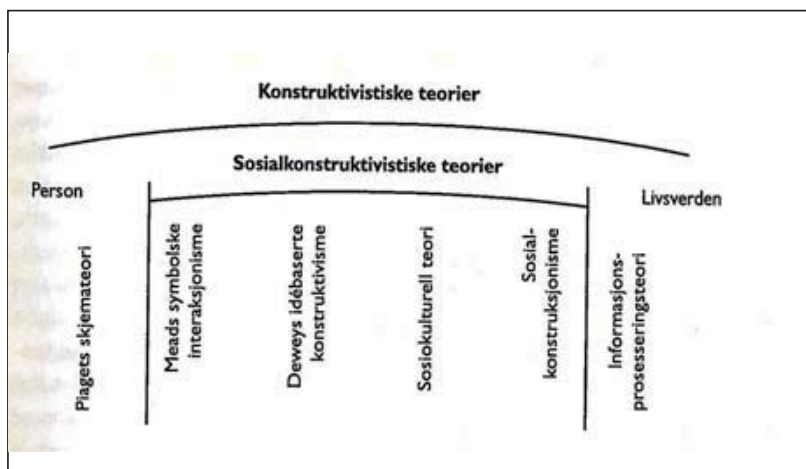 Konstruktivistiske teorier
Sosialkonstruktivistiske teorier
Person
Livsverden
Piagets skjemateori
Meads symbolske
interaksjonisme
Deweys idébaserte
konstruktivisme
Sosiokulturell teori
Sosial-
konstruksjonisme
Informasjons-
prosesseringsteori